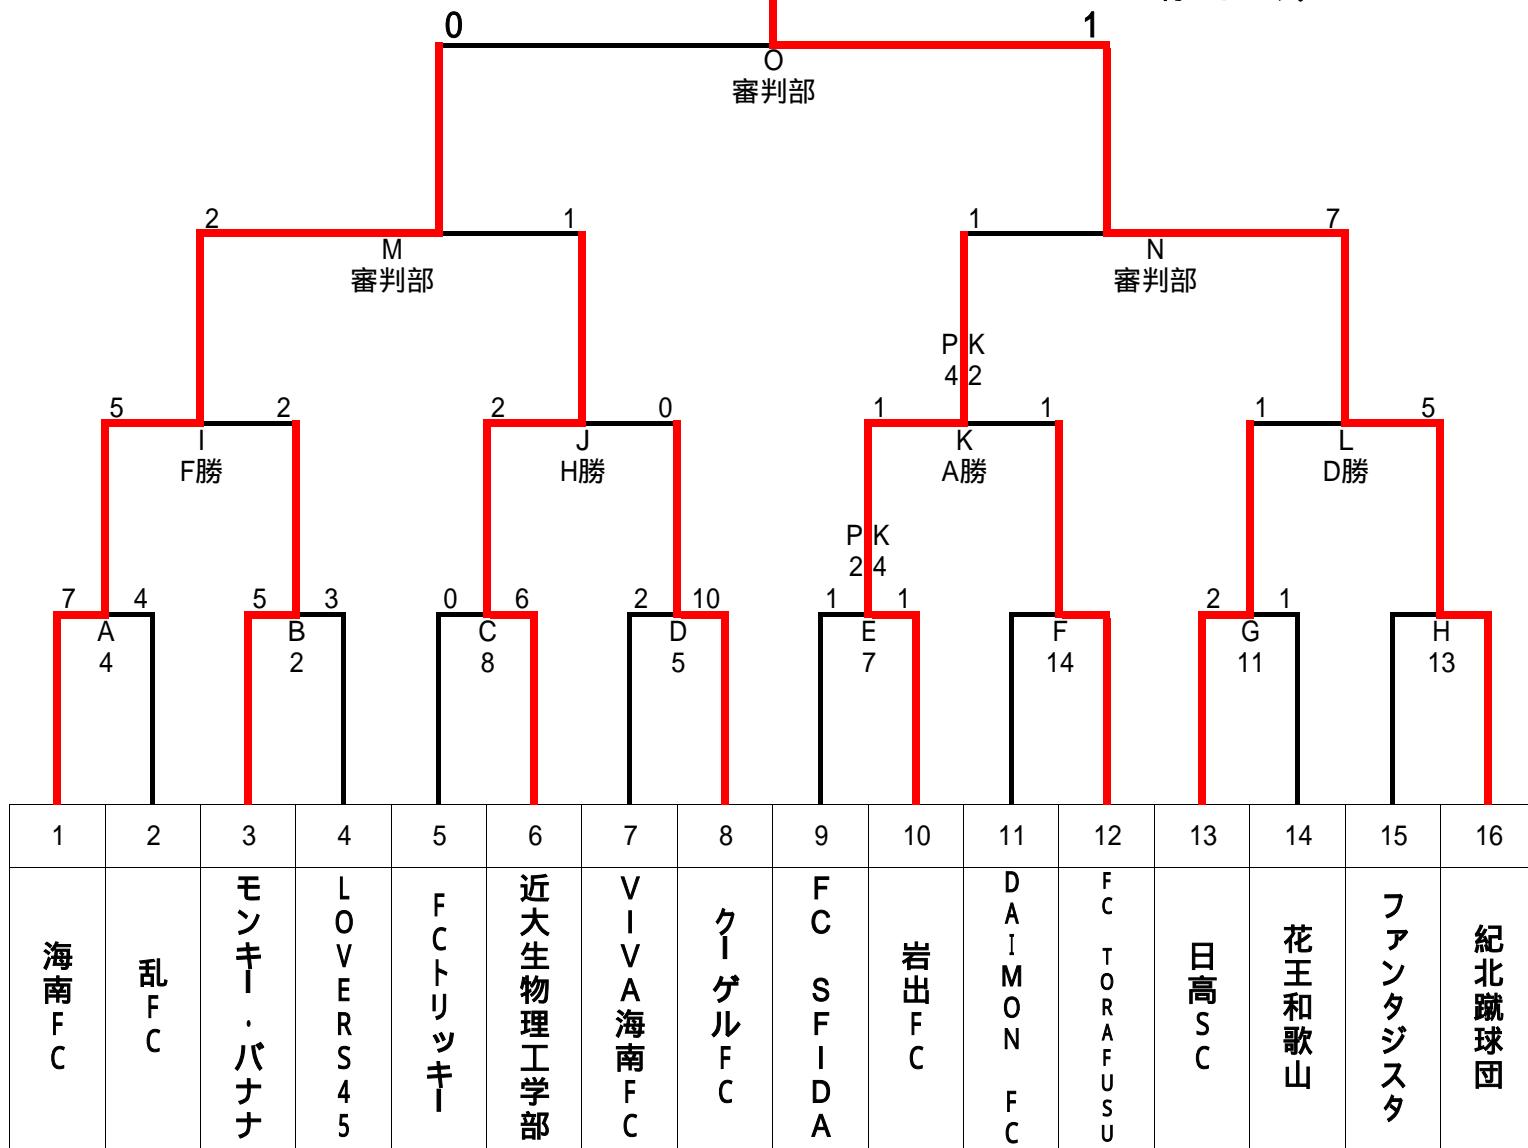 0 1
O
審判部
2 1 1 7
M N
審判部 審判部
P K
4 2
5 2 2 0 1 1 1 5
I J K L
F勝 H勝 A勝 D勝
P K
2 4
7 4 5 3 0 6 2 10 1 1 2 1
A B C D E F G H
4 2 8 5 7 14 11 13
1 2 3 4 5 6 7 8 9 10 11 12 13 14 15 16
海南FC
乱FC
モンキー・バナナ
LOVERS45
FCトリッキー
近大生物理工学部
VIVA海南FC
クーゲルFC
FC SFIDA
岩出FC
DAIMON FC
FC TORAFUSU
日高SC
花王和歌山
ファンタジスタ
紀北蹴球団